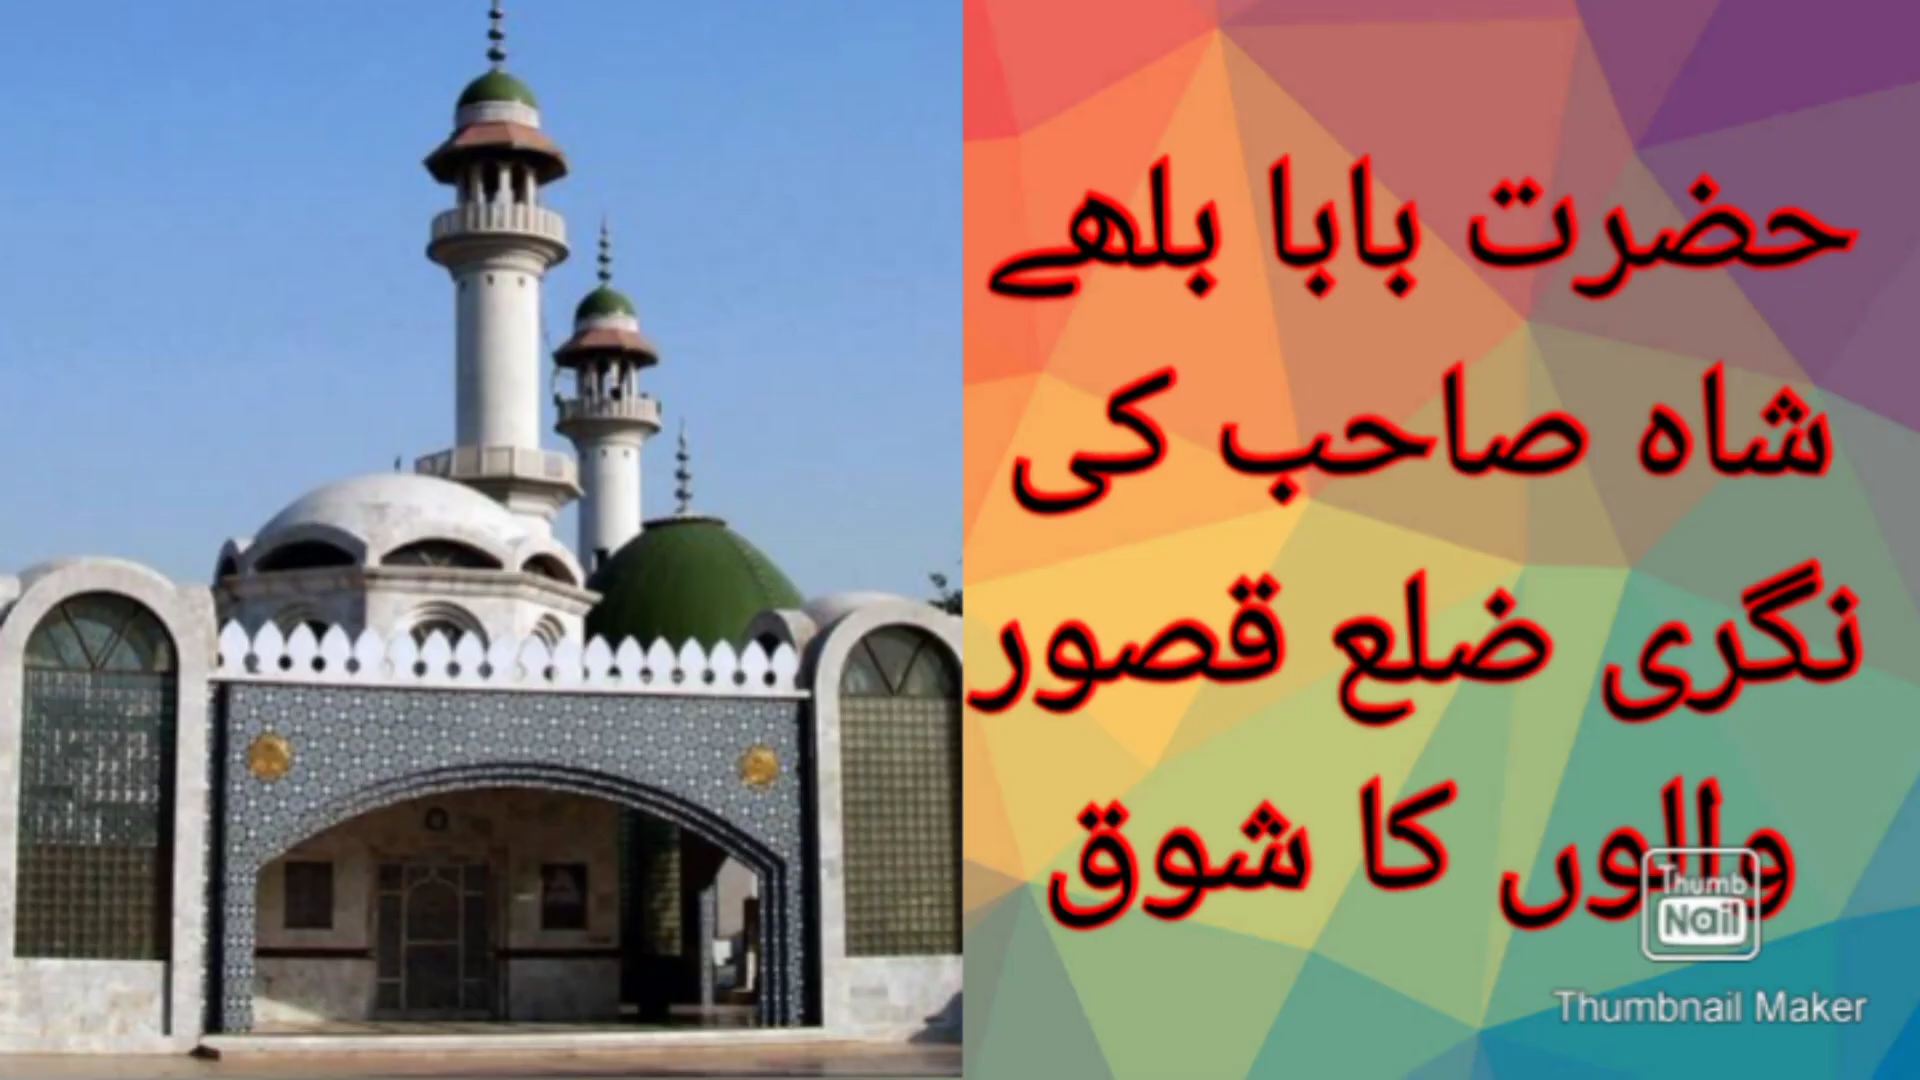 حضرت بابا بلھے
شاہ صاحب کی
نگری ضلع قصور
والوں کا شوق
Thumb
Nail
Thumbnail Maker